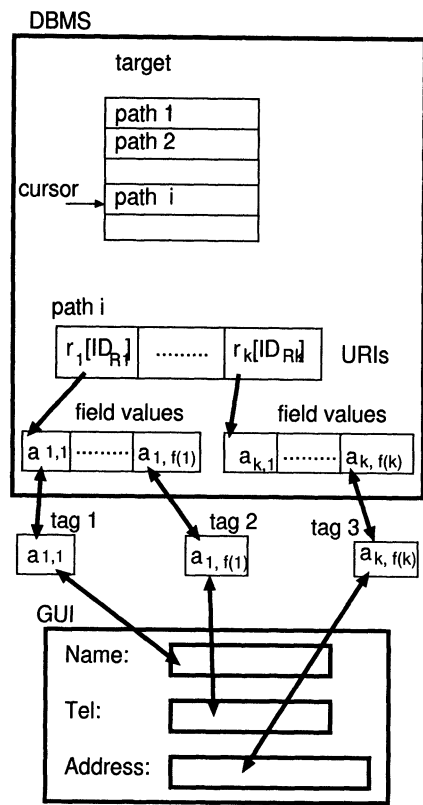 DBMS
target
path 1
path 2
cursor
path i
path i
r1[IDR1] ......... rk[IDRk] URIs
field values field values
a1,1 ......... a1, f(1) ak,1 ......... ak, f(k)
tag 1 tag 2 tag 3
a1,1 a1, f(1) ak, f(k)
GUI
Name:
Tel:
Address: